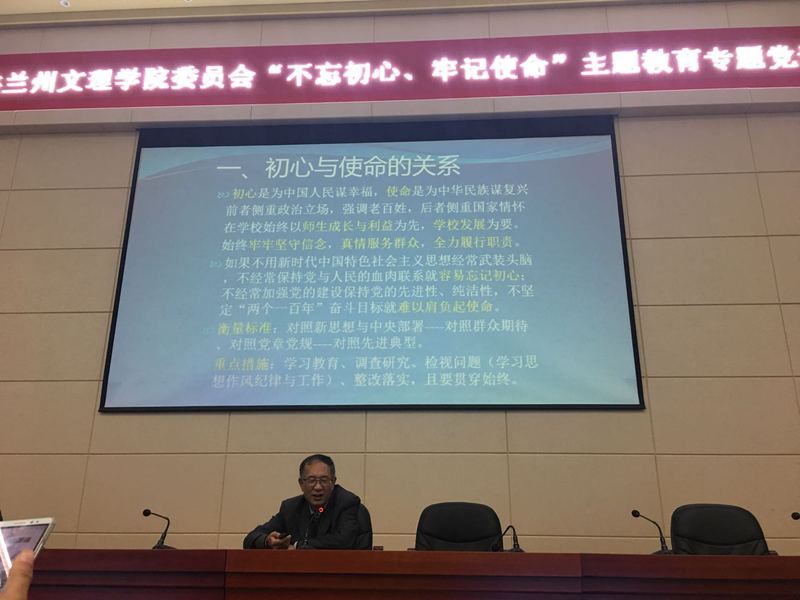 兰州文理学院委员会“不忘初心、牢记使命”主题教育专题党
一、初心与使命的关系
初心是为中国人民谋幸福，使命是为中华民族谋复兴
前者侧重政治立场，强调老百姓，后者侧重国家情怀
在学校始终以师生成长与利益为先，学校发展为要。
始终牢牢坚守信念，真情服务群众，全力履行职责。
如果不用新时代中国特色社会主义思想经常武装头脑
，不经常保持党与人民的血肉联系就容易忘记初心；
不经常加强党的建设保持党的先进性、纯洁性，不坚
定“两个一百年”奋斗目标就难以肩负起使命。
衡量标准：对照新思想与中央部署----对照群众期待
、对照党章党规----对照先进典型。
重点措施：学习教育、调查研究、检视问题（学习思
想作风纪律与工作）、整改落实，且要贯穿始终。